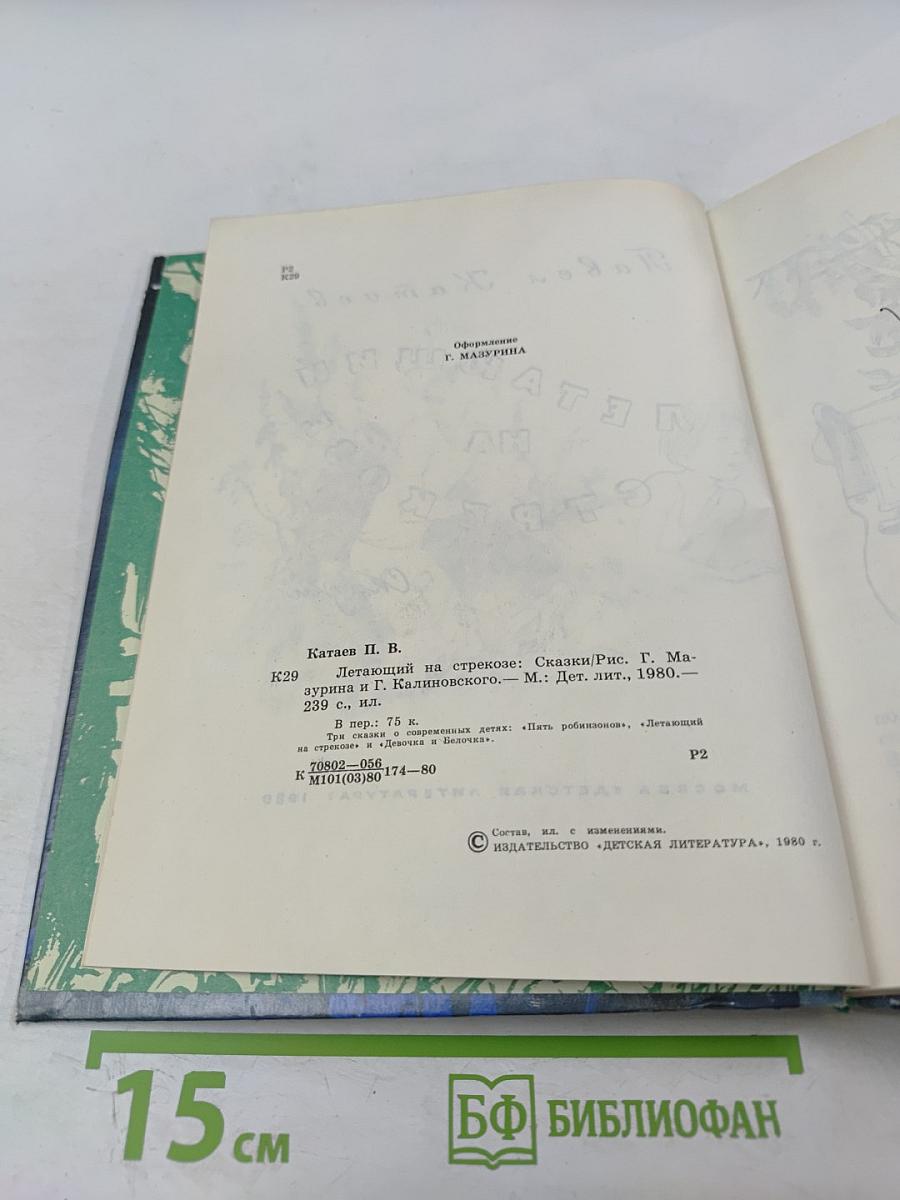 Р2
К29
Оформление
Г. МАЗУРИНА
Катаев П. В.
К29 Летающий на стрекозе: Сказки/Рис. Г. Ма-
зурина и Г. Калиновского.— М.: Дет. лит., 1980.—
239 с., ил.
В пер.: 75 к.
Три сказки о современных детях: «Пять робинзонов», «Летающий
на стрекозе» и «Девочка и Белочка».
К 70802—056
М101(03)80 174—80
Р2
© Состав, ил. с изменениями.
ИЗДАТЕЛЬСТВО «ДЕТСКАЯ ЛИТЕРАТУРА», 1980 г.
15 см
БФ БИБЛИОФАН